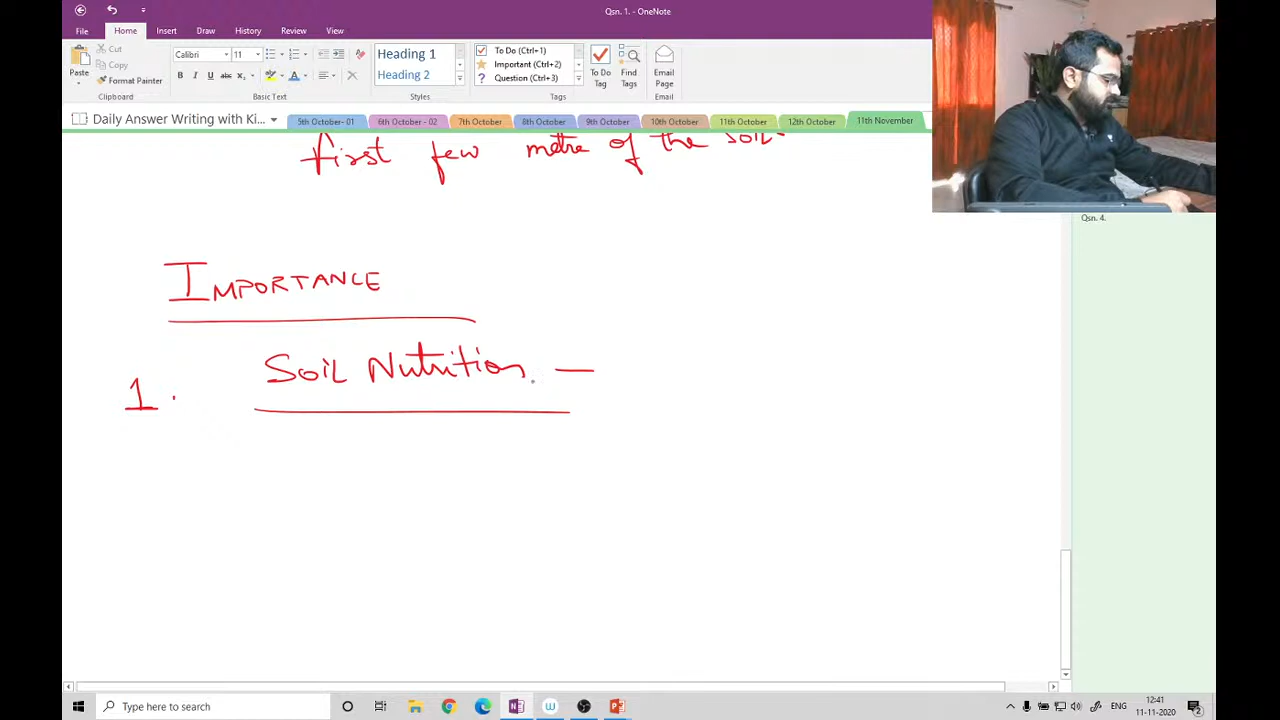 Qsn. 1. - OneNote
File Home Insert Draw History Review View
Cut
Copy
Paste
Format Painter
Clipboard
Calibri 11
B I U abc x₂
Basic Text
Heading 1
Heading 2
Styles
To Do (Ctrl+1)
Important (Ctrl+2)
Question (Ctrl+3)
Tags
To Do Tag
Find Tags
Email Page
Email
Daily Answer Writing with Ki...
5th October- 01 6th October - 02 7th October 8th October 9th October 10th October 11th October 12th October 11th November
Qsn. 4.
first few metre of the soil.
IMPORTANCE
1. Soil Nutrition —
Type here to search
ENG
12:41
11-11-2020
2